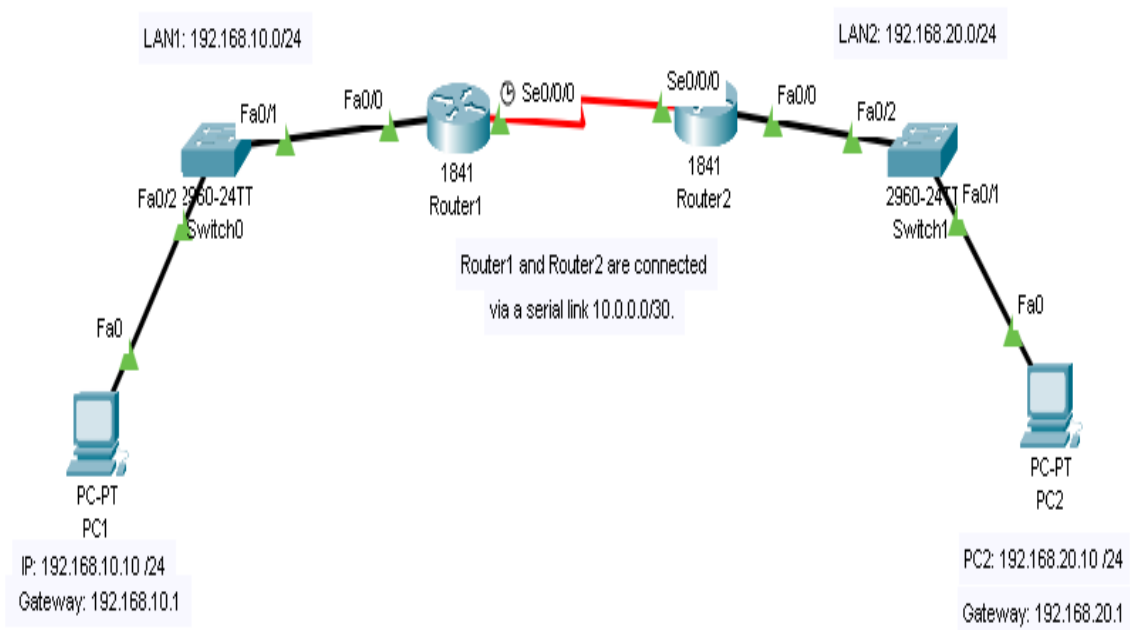 LAN1: 192.168.10.0/24
LAN2: 192.168.20.0/24
Fa0/1
Fa0/0
Se0/0/0
Se0/0/0
Fa0/0
Fa0/2
1841
Router1
1841
Router2
Fa0/2
2960-24TT
Switch0
2960-24TT
Switch1
Fa0/1
Router1 and Router2 are connected
via a serial link 10.0.0.0/30.
Fa0
Fa0
PC-PT
PC1
IP: 192.168.10.10 /24
Gateway: 192.168.10.1
PC-PT
PC2
PC2: 192.168.20.10 /24
Gateway: 192.168.20.1